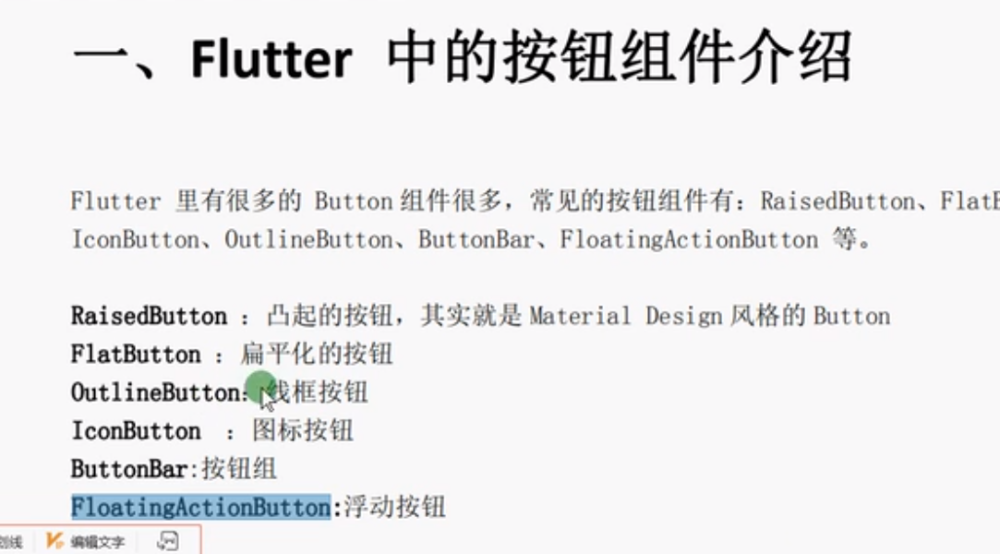 一、Flutter 中的按钮组件介绍
Flutter 里有很多的 Button 组件很多，常见的按钮组件有：RaisedButton、
IconButton、OutlineButton、ButtonBar、FloatingActionButton 等。
RaisedButton ：凸起的按钮，其实就是 Material Design 风格的 Button
FlatButton ：扁平化的按钮
OutlineButton：线框按钮
IconButton ：图标按钮
ButtonBar:按钮组
FloatingActionButton:浮动按钮
划线 编辑文字